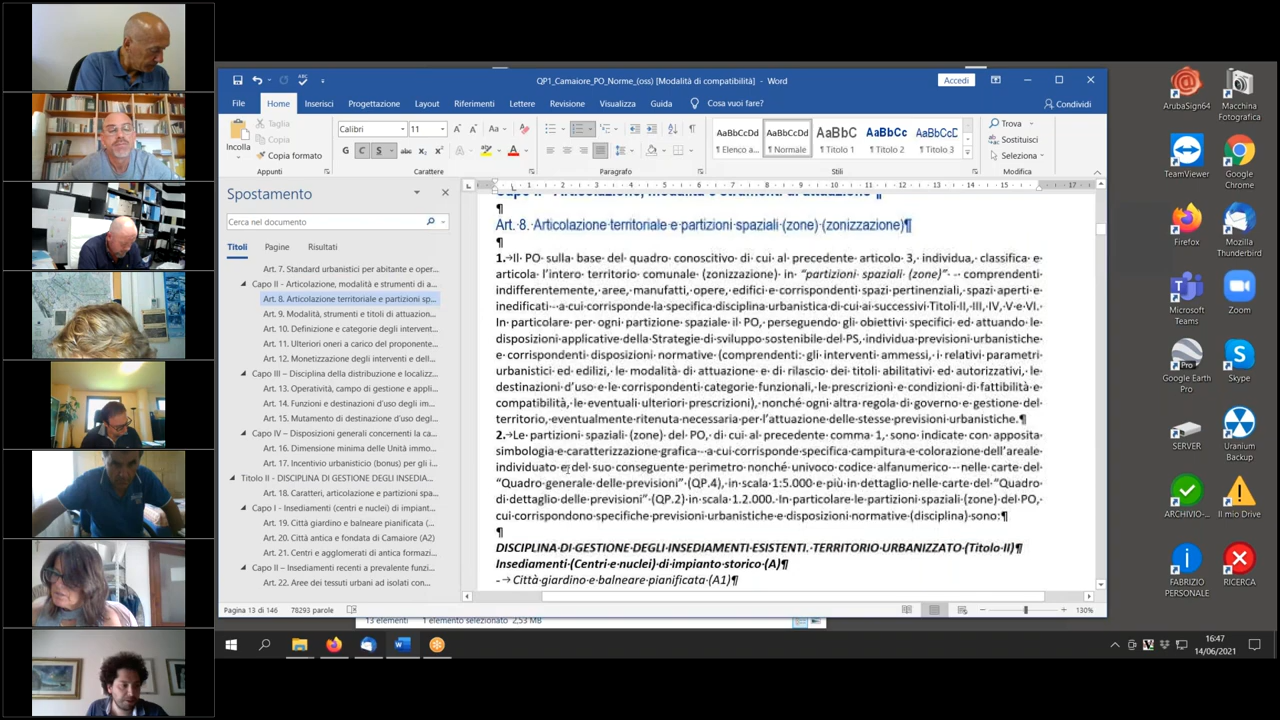 QP1_Camaiore_PO_Norme_(oss) [Modalità di compatibilità] - Word
Accedi
File Home Inserisci Progettazione Layout Riferimenti Lettere Revisione Visualizza Guida Cosa vuoi fare? Condividi
Incolla
Taglia
Copia
Copia formato
Appunti
Calibri 11
G C S abc x₂ x²
Carattere
Paragrafo
AaBbCcDd AaBbCcDd AaBbC AaBbCc AaBbCcD
¶ Elenco a... ¶ Normale ¶ Titolo 1 ¶ Titolo 2 ¶ Titolo 3
Stili
Trova
Sostituisci
Seleziona
Modifica
Spostamento
Cerca nel documento
Titoli Pagine Risultati
Art. 7. Standard urbanistici per abitante e oper...
Capo II - Articolazione, modalità e strumenti di a...
Art. 8. Articolazione territoriale e partizioni sp...
Art. 9. Modalità, strumenti e titoli di attuazion...
Art. 10. Definizione e categorie degli intervent...
Art. 11. Ulteriori oneri a carico del proponente...
Art. 12. Monetizzazione degli interventi e dell...
Capo III – Disciplina della distribuzione e localizz...
Art. 13. Operatività, campo di gestione e appli...
Art. 14. Funzioni e destinazioni d'uso degli im...
Art. 15. Mutamento di destinazione d'uso degl...
Capo IV – Disposizioni generali concernenti la ca...
Art. 16. Dimensione minima delle Unità immo...
Art. 17. Incentivo urbanistico (bonus) per gli i...
Titolo II - DISCIPLINA DI GESTIONE DEGLI INSEDIA...
Art. 18. Caratteri, articolazione e partizioni spa...
Capo I - Insediamenti (centri e nuclei) di impiant...
Art. 19. Città giardino e balneare pianificata (...
Art. 20. Città antica e fondato di Camaiore (A2)
Art. 21. Centri e agglomerati di antica formazi...
Capo II – Insediamenti recenti a prevalente funzi...
Art. 22. Aree dei tessuti urbani ad isolati con...
¶
Art. 8. Articolazione territoriale e partizioni spaziali (zone) (zonizzazione)¶
¶
1. Il PO sulla base del quadro conoscitivo di cui al precedente articolo 3, individua, classifica e
articola l'intero territorio comunale (zonizzazione) in "partizioni spaziali (zone)" - comprendenti
indifferentemente, aree, manufatti, opere, edifici e corrispondenti spazi pertinenziali, aperti e
inedificati - a cui corrisponde la specifica disciplina urbanistica di cui ai successivi Titoli II, III, IV, V e VI.
In particolare per ogni partizione spaziale il PO, perseguendo gli obiettivi specifici ed attuando le
disposizioni applicative della Strategie di sviluppo sostenibile del PS, individua previsioni urbanistiche
e corrispondenti disposizioni normative (comprendenti: gli interventi ammessi, i relativi parametri
urbanistici ed edilizi, le modalità di attuazione e di rilascio dei titoli abilitativi ed autorizzativi, le
destinazioni d'uso e le corrispondenti categorie funzionali, le prescrizioni e condizioni di fattibilità e
compatibilità, le eventuali ulteriori prescrizioni), nonché ogni altra regola di governo e gestione del
territorio, eventualmente ritenuta necessaria per l'attuazione delle stesse previsioni urbanistiche.¶
2. Le partizioni spaziali (zone) del PO, di cui al precedente comma 1, sono indicate con apposita
simbologia e caratterizzazione grafica - a cui corrisponde specifica campitura e colorazione dell'areale
individuato e del suo conseguente perimetro nonché univoco codice alfanumerico - nelle carte del
"Quadro generale delle previsioni" (QP.4), in scala 1:5.000 e più in dettaglio nelle carte del "Quadro
di dettaglio delle previsioni" (QP.2) in scala 1.2.000. In particolare le partizioni spaziali (zone) del PO,
cui corrispondono specifiche previsioni urbanistiche e disposizioni normative (disciplina) sono:¶
¶
DISCIPLINA DI GESTIONE DEGLI INSEDIAMENTI ESISTENTI. TERRITORIO URBANIZZATO (Titolo II)¶
Insediamenti (Centri e nuclei) di impianto storico (A)¶
- Città giardino e balneare pianificata (A1)¶
Pagina 13 di 146 78293 parole 130%
13 elementi 1 elemento selezionato 2,53 MB
ArubaSign64
Macchina Fotografica
TeamViewer
Google Chrome
Firefox
Mozilla Thunderbird
Microsoft Teams
Zoom
Google Earth Pro
Skype
SERVER
Uranium Backup
ARCHIVIO-...
Il mio Drive
FABRIZIO PERSONALE
RICERCA
16:47
14/06/2021